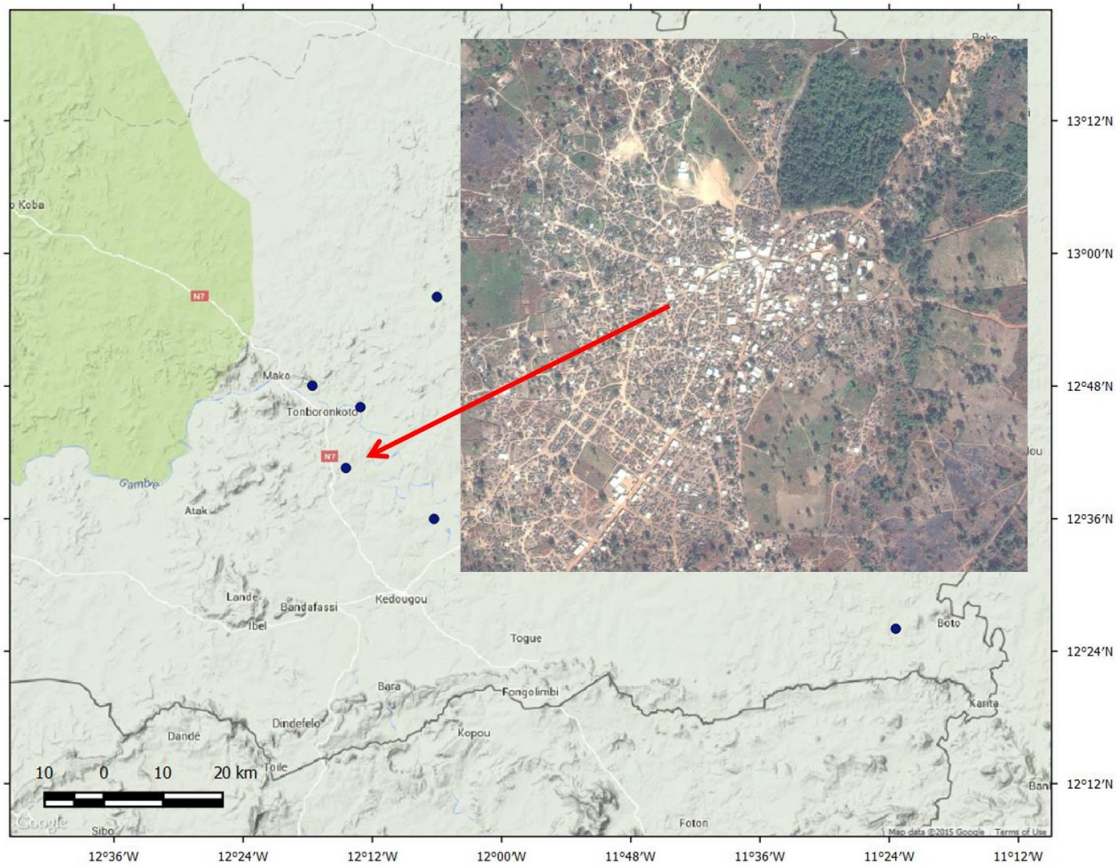 Beke
13°12'N
o Koba
13°00'N
N7
Mako
12°48'N
Tonboronkoto
N7
lou
Gambie
Atak
12°36'N
Lande
Bandafassi
Kedougou
Ibel
Boto
Togue
12°24'N
Bara
Fongolimbi
Karita
Dindefelo
Dande
Kopou
Toile
10 0 10 20 km
12°12'N
Ban
Google
Sibo
Foton
Map data ©2015 Google Terms of Use
12°36'W 12°24'W 12°12'W 12°00'W 11°48'W 11°36'W 11°24'W 11°12'W